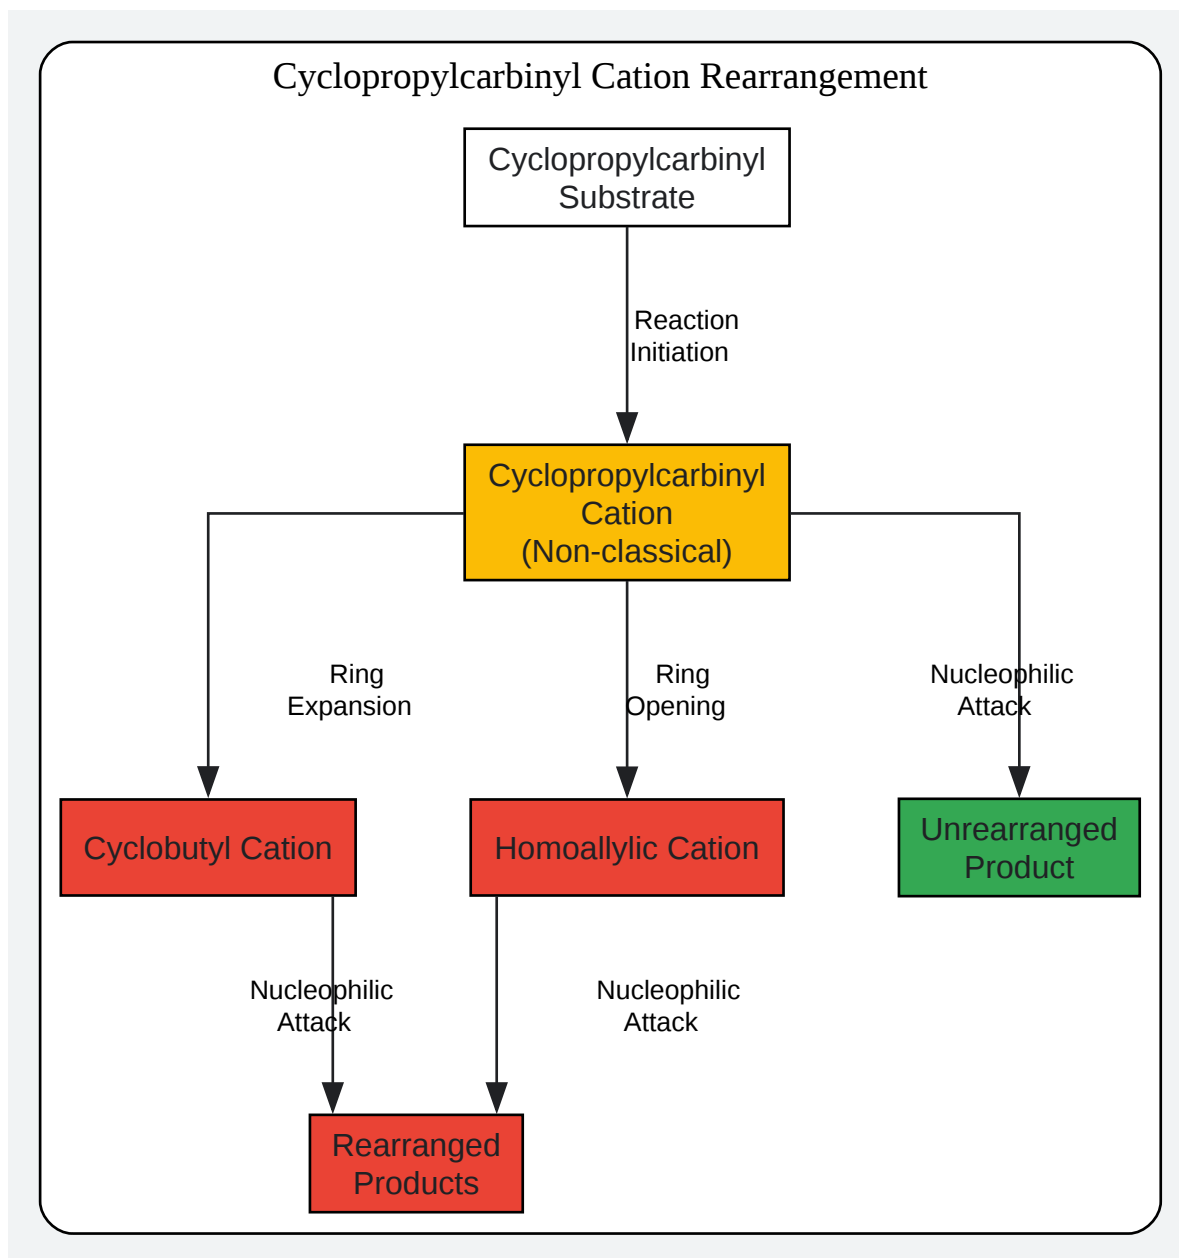 Cyclopropylcarbinyl Cation Rearrangement
Cyclopropylcarbinyl
Substrate
Reaction
Initiation
Cyclopropylcarbinyl
Cation
(Non-classical)
Ring
Expansion
Ring
Opening
Nucleophilic
Attack
Cyclobutyl Cation
Homoallylic Cation
Unrearranged
Product
Nucleophilic
Attack
Nucleophilic
Attack
Rearranged
Products